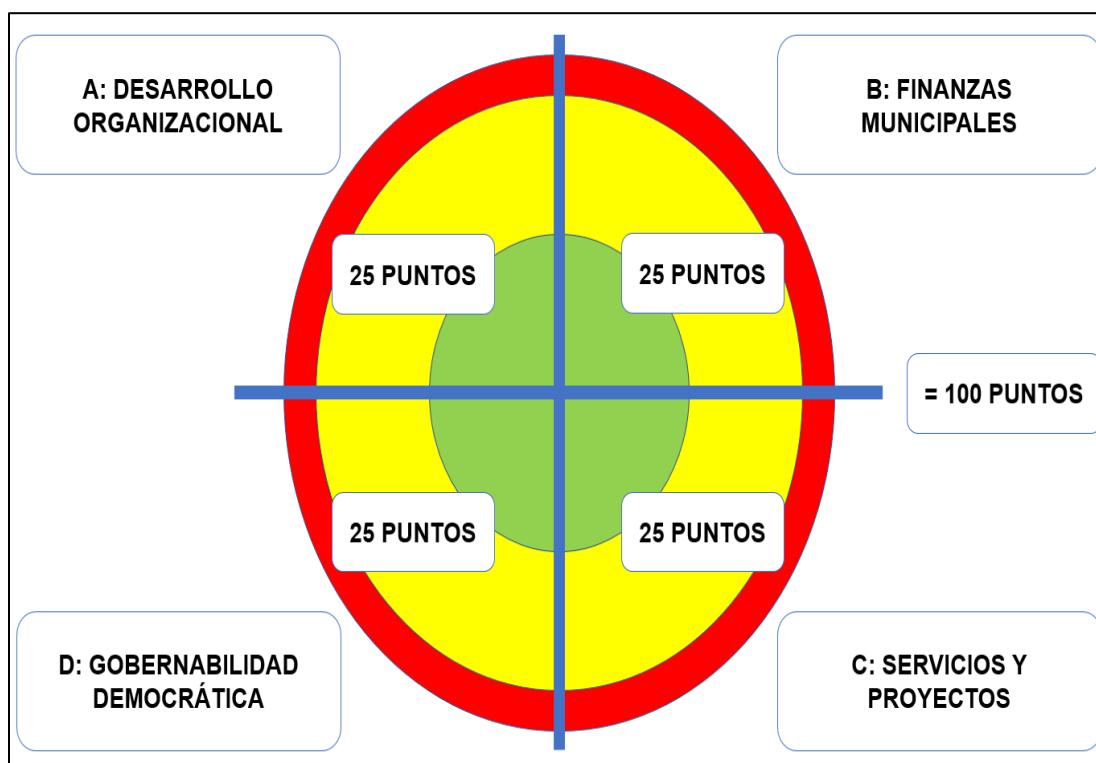 A: DESARROLLO
ORGANIZACIONAL
B: FINANZAS
MUNICIPALES
25 PUNTOS
25 PUNTOS
= 100 PUNTOS
25 PUNTOS
25 PUNTOS
D: GOBERNABILIDAD
DEMOCRÁTICA
C: SERVICIOS Y
PROYECTOS